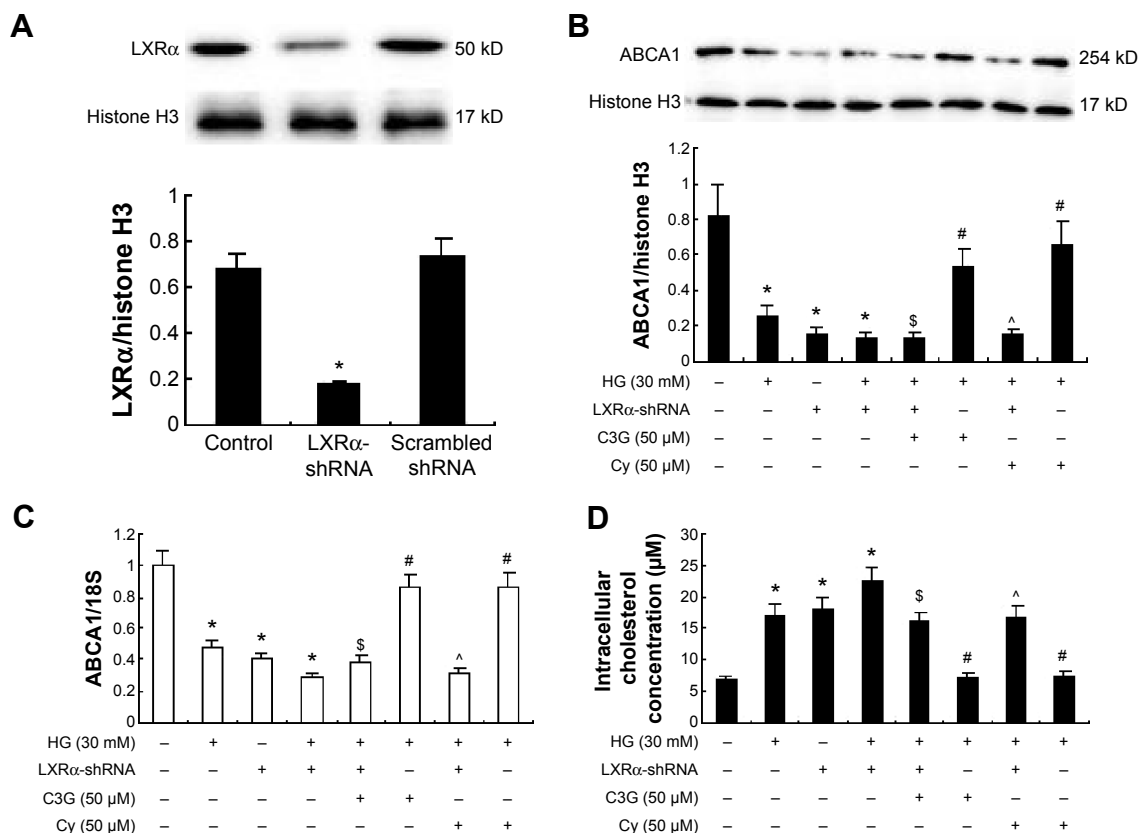 A
LXRα
50 kD
Histone H3
17 kD
LXRα/histone H3
1
0.8
0.6
0.4
0.2
0
*
Control
LXRα-
shRNA
Scrambled
shRNA
B
ABCA1
254 kD
Histone H3
17 kD
ABCA1/histone H3
1.2
1
0.8
0.6
0.4
0.2
0
* * * $ # ^ #
HG (30 mM) – + – + + + + +
LXRα-shRNA – – + + + – + –
C3G (50 µM) – – – – + + – –
Cy (50 µM) – – – – – – + +
C
ABCA1/18S
1.2
1
0.8
0.6
0.4
0.2
0
* * * $ # ^ #
HG (30 mM) – + – + + + + +
LXRα-shRNA – – + + + – + –
C3G (50 µM) – – – – + + – –
Cy (50 µM) – – – – – – + +
D
Intracellular
cholesterol
concentration (µM)
30
25
20
15
10
5
0
* * * $ # ^ #
HG (30 mM) – + – + + + + +
LXRα-shRNA – – + + + – + –
C3G (50 µM) – – – – + + – –
Cy (50 µM) – – – – – – + +